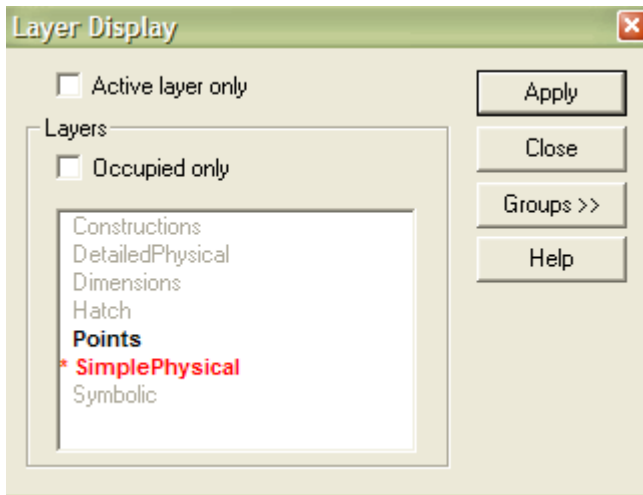 Layer Display
Active layer only
Apply
Layers
Close
Occupied only
Groups >>
Help
Constructions
DetailedPhysical
Dimensions
Hatch
Points
* SimplePhysical
Symbolic